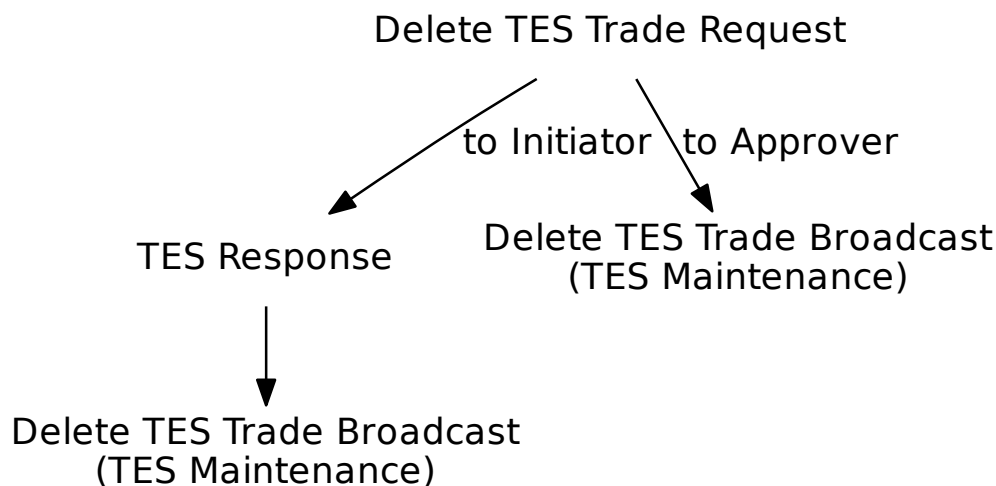 Delete TES Trade Request
to Initiator
to Approver
TES Response
Delete TES Trade Broadcast
(TES Maintenance)
Delete TES Trade Broadcast
(TES Maintenance)